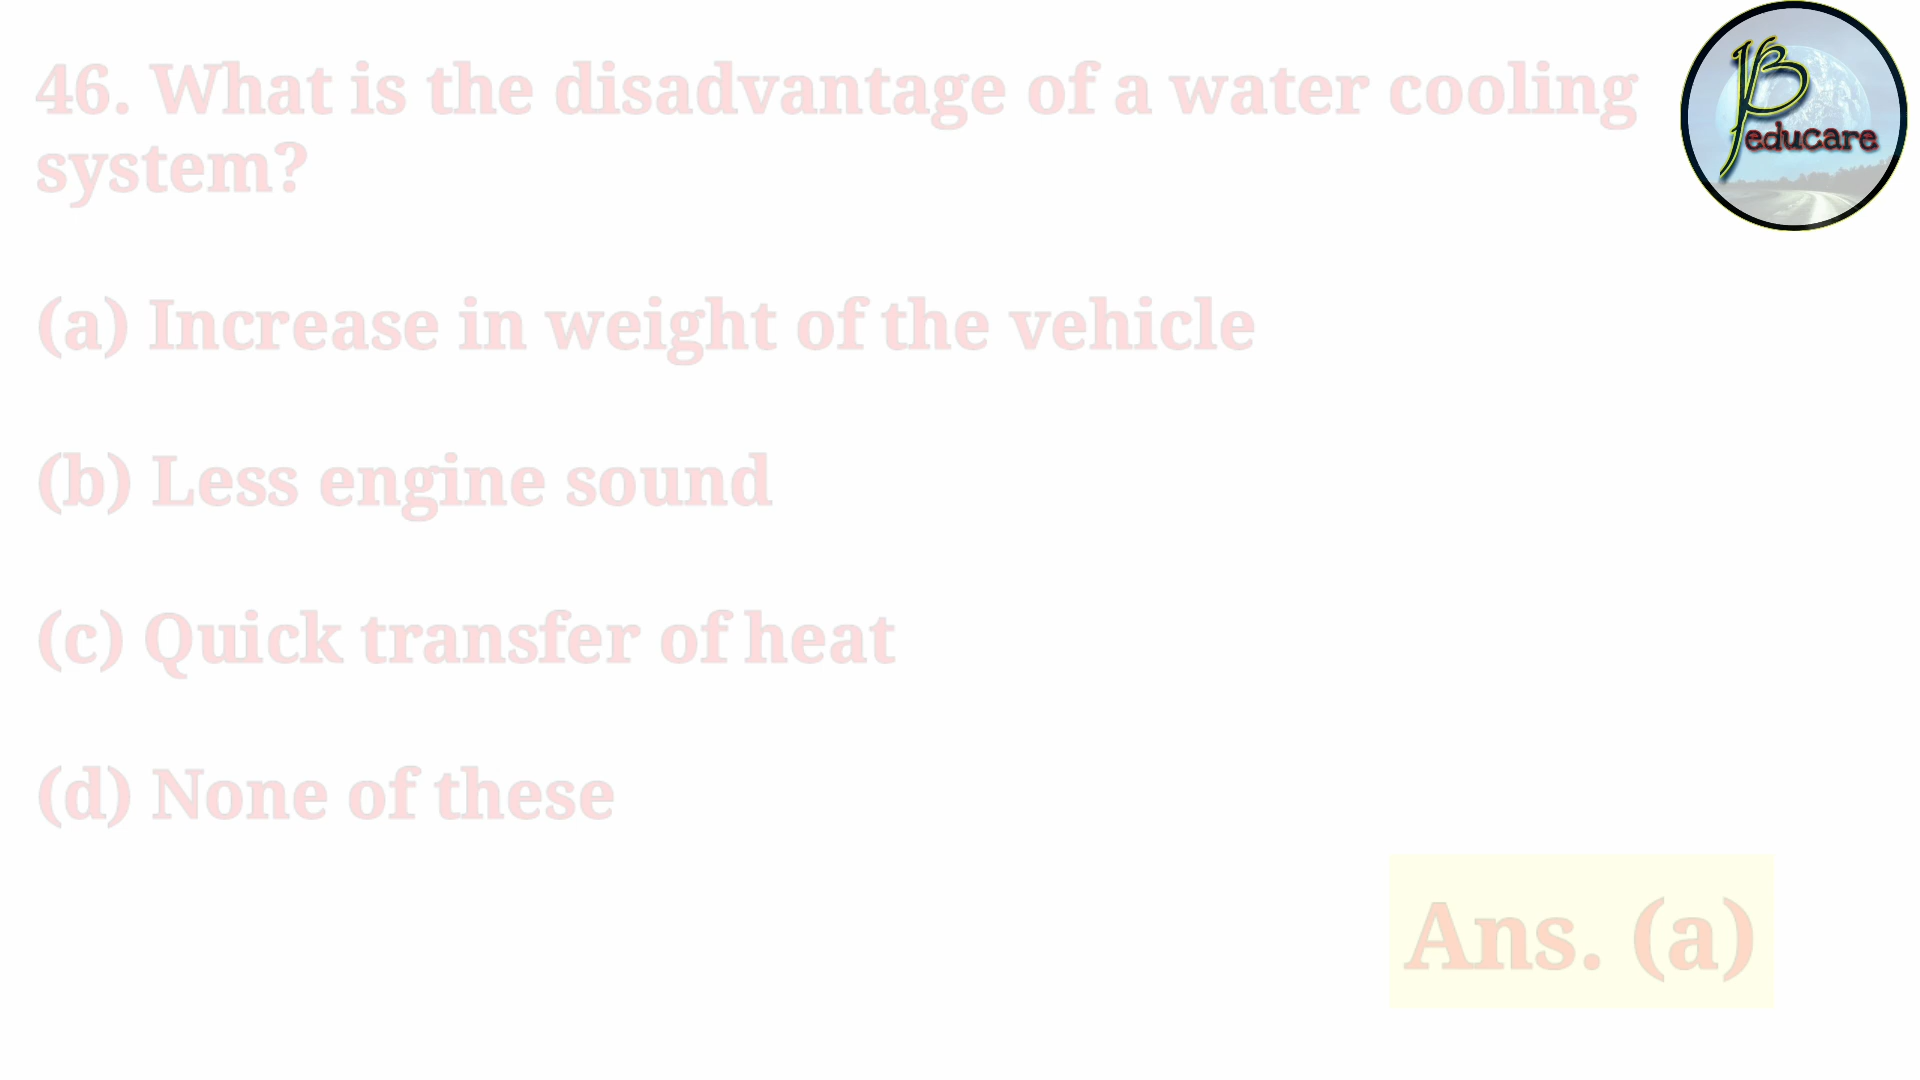 46. What is the disadvantage of a water cooling
system?
(a) Increase in weight of the vehicle
(b) Less engine sound
(c) Quick transfer of heat
(d) None of these
Ans. (a)
educare